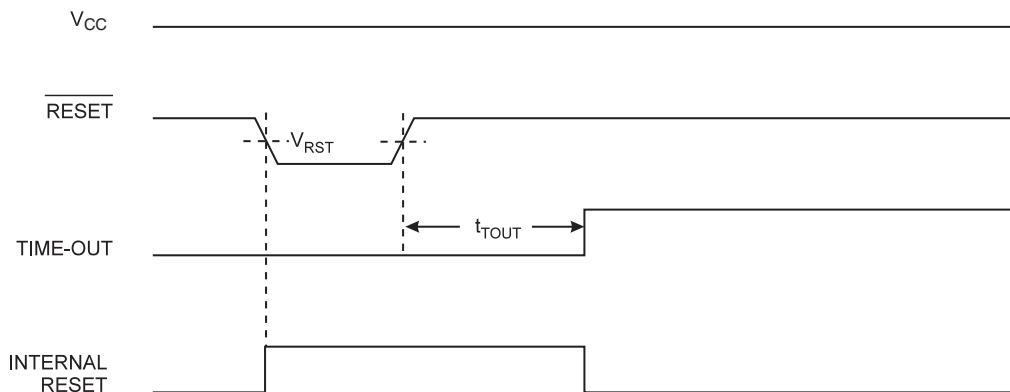 VCC
RESET
VRST
tTOUT
TIME-OUT
INTERNAL
RESET